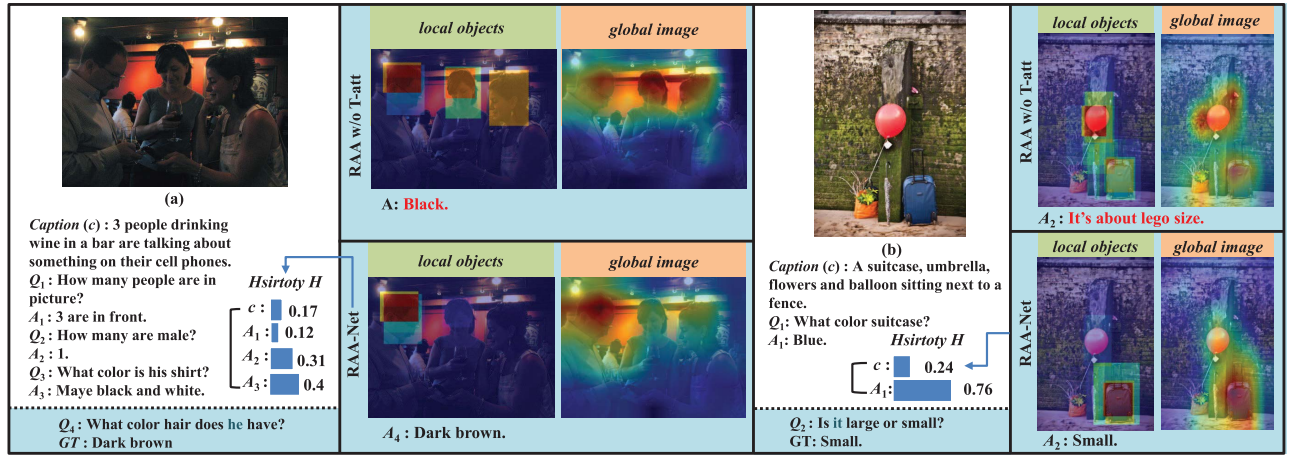 (a)
Caption (c) : 3 people drinking
wine in a bar are talking about
something on their cell phones.
Q1 : How many people are in
picture?
A1 : 3 are in front.
Q2 : How many are male?
A2 : 1.
Q3 : What color is his shirt?
A3 : Maye black and white.
Hsirtoty H
c : 0.17
A1 : 0.12
A2 : 0.31
A3 : 0.4
Q4 : What color hair does he have?
GT : Dark brown
local objects
global image
RAA w/o T-att
A: Black.
local objects
global image
RAA-Net
A4 : Dark brown.
(b)
Caption (c) : A suitcase, umbrella,
flowers and balloon sitting next to a
fence.
Q1: What color suitcase?
A1: Blue.
Hsirtoty H
c : 0.24
A1: 0.76
Q2 : Is it large or small?
GT: Small.
local objects
global image
RAA w/o T-att
A2 : It's about lego size.
local objects
global image
RAA-Net
A2 : Small.